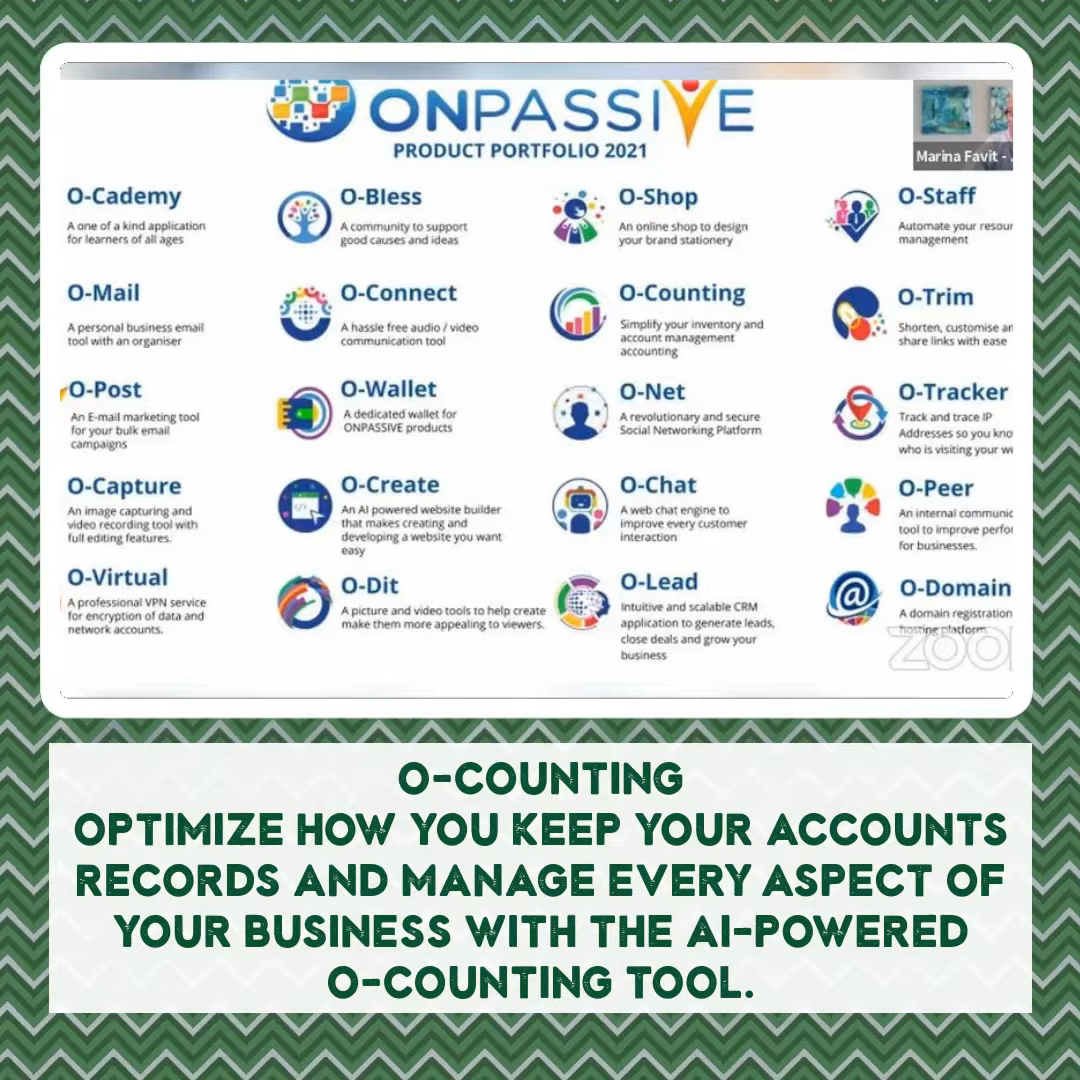 ONPASSIVE
PRODUCT PORTFOLIO 2021
Marina Favit -
O-Cademy
A one of a kind application
for learners of all ages
O-Bless
A community to support
good causes and ideas
O-Shop
An online shop to design
your brand stationery
O-Staff
Automate your resour
management
O-Mail
A personal business email
tool with an organiser
O-Connect
A hassle free audio / video
communication tool
O-Counting
Simplify your inventory and
account management
accounting
O-Trim
Shorten, customise an
share links with ease
O-Post
An E-mail marketing tool
for your bulk email
campaigns
O-Wallet
A dedicated wallet for
ONPASSIVE products
O-Net
A revolutionary and secure
Social Networking Platform
O-Tracker
Track and trace IP
Addresses so you kno
who is visiting your we
O-Capture
An image capturing and
video recording tool with
full editing features.
O-Create
An AI powered website builder
that makes creating and
developing a website you want
easy
O-Chat
A web chat engine to
improve every customer
interaction
O-Peer
An internal communic
tool to improve perfor
for businesses.
O-Virtual
A professional VPN service
for encryption of data and
network accounts.
O-Dit
A picture and video tools to help create
make them more appealing to viewers.
O-Lead
Intuitive and scalable CRM
application to generate leads,
close deals and grow your
business
O-Domain
A domain registration
hosting platform
zoo
O-COUNTING
OPTIMIZE HOW YOU KEEP YOUR ACCOUNTS
RECORDS AND MANAGE EVERY ASPECT OF
YOUR BUSINESS WITH THE AI-POWERED
O-COUNTING TOOL.